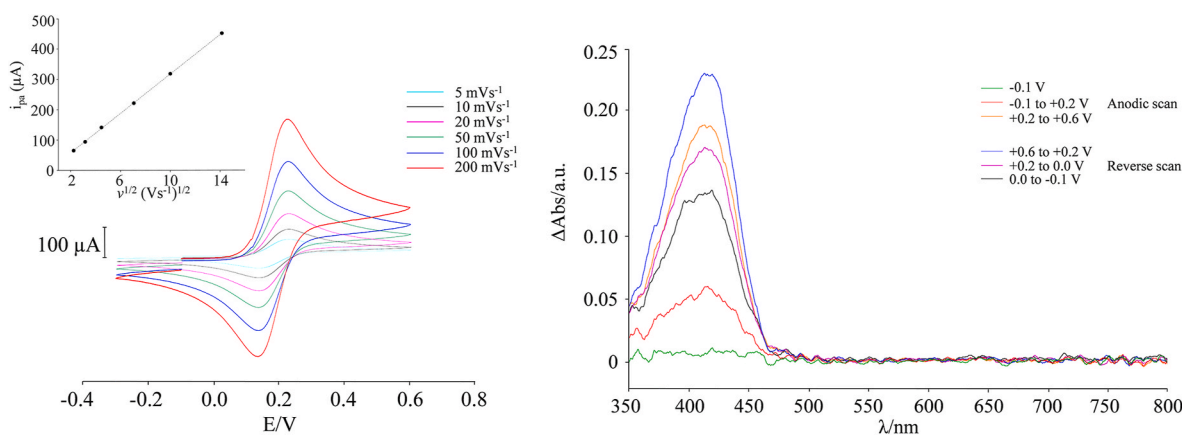 500
400
300
200
100
0
i_pa (μA)
2
6
10
14
v^1/2 (Vs⁻¹)^1/2
5 mVs⁻¹
10 mVs⁻¹
20 mVs⁻¹
50 mVs⁻¹
100 mVs⁻¹
200 mVs⁻¹
100 μA
-0.4
-0.2
0.0
0.2
0.4
0.6
0.8
E/V
0.25
0.20
0.15
0.10
0.05
0
ΔAbs/a.u.
-0.1 V
-0.1 to +0.2 V Anodic scan
+0.2 to +0.6 V
+0.6 to +0.2 V
+0.2 to 0.0 V Reverse scan
0.0 to -0.1 V
350
400
450
500
550
600
650
700
750
800
λ/nm